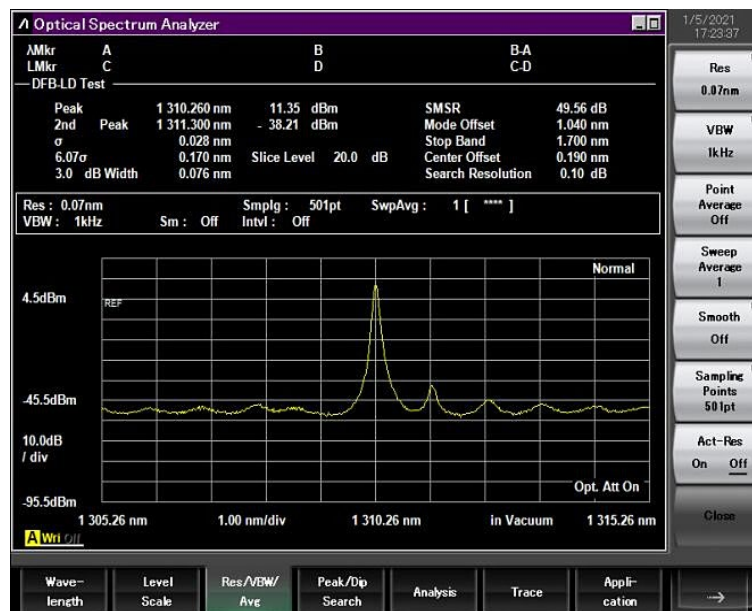 Optical Spectrum Analyzer
1/5/2021
17:23:37
λMkr A B B-A
LMkr C D C-D
DFB-LD Test
Peak 1 310.260 nm 11.35 dBm SMSR 49.56 dB
2nd Peak 1 311.300 nm - 38.21 dBm Mode Offset 1.040 nm
σ 0.028 nm Stop Band 1.700 nm
6.07σ 0.170 nm Slice Level 20.0 dB Center Offset 0.190 nm
3.0 dB Width 0.076 nm Search Resolution 0.10 dB
Res : 0.07nm Smplg : 501pt SwpAvg : 1 [ **** ]
VBW : 1kHz Sm : Off Intvl : Off
Normal
4.5dBm
REF
-45.5dBm
10.0dB
/ div
Opt. Att On
-95.5dBm
1 305.26 nm 1.00 nm/div 1 310.26 nm in Vacuum 1 315.26 nm
A Wri Off
Res
0.07nm
VBW
1kHz
Point
Average
Off
Sweep
Average
1
Smooth
Off
Sampling
Points
501pt
Act-Res
On Off
Close
Wave-
length
Level
Scale
Res/VBW/
Avg
Peak/Dip
Search
Analysis
Trace
Appli-
cation